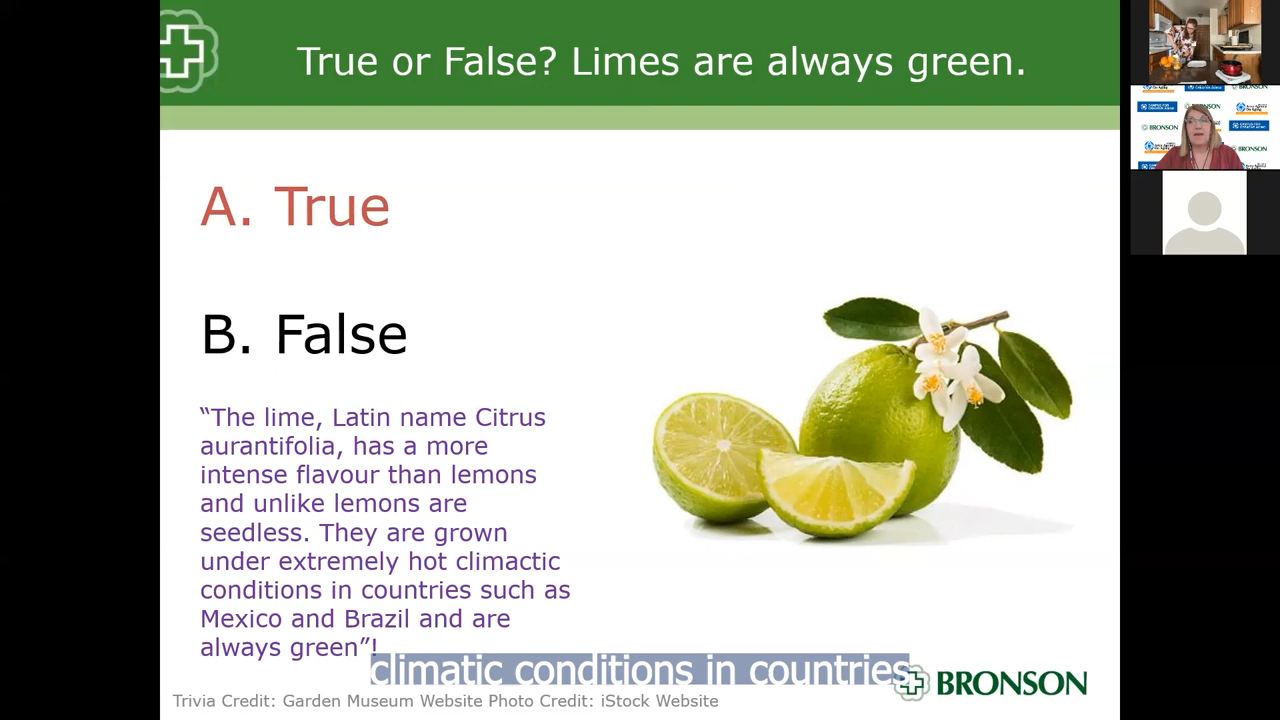 True or False? Limes are always green.
A. True
B. False
“The lime, Latin name Citrus
aurantifolia, has a more
intense flavour than lemons
and unlike lemons are
seedless. They are grown
under extremely hot climactic
conditions in countries such as
Mexico and Brazil and are
always green”!
climatic conditions in countries
BRONSON
Trivia Credit: Garden Museum Website Photo Credit: iStock Website
BRONSON
BRONSON
BRONSON